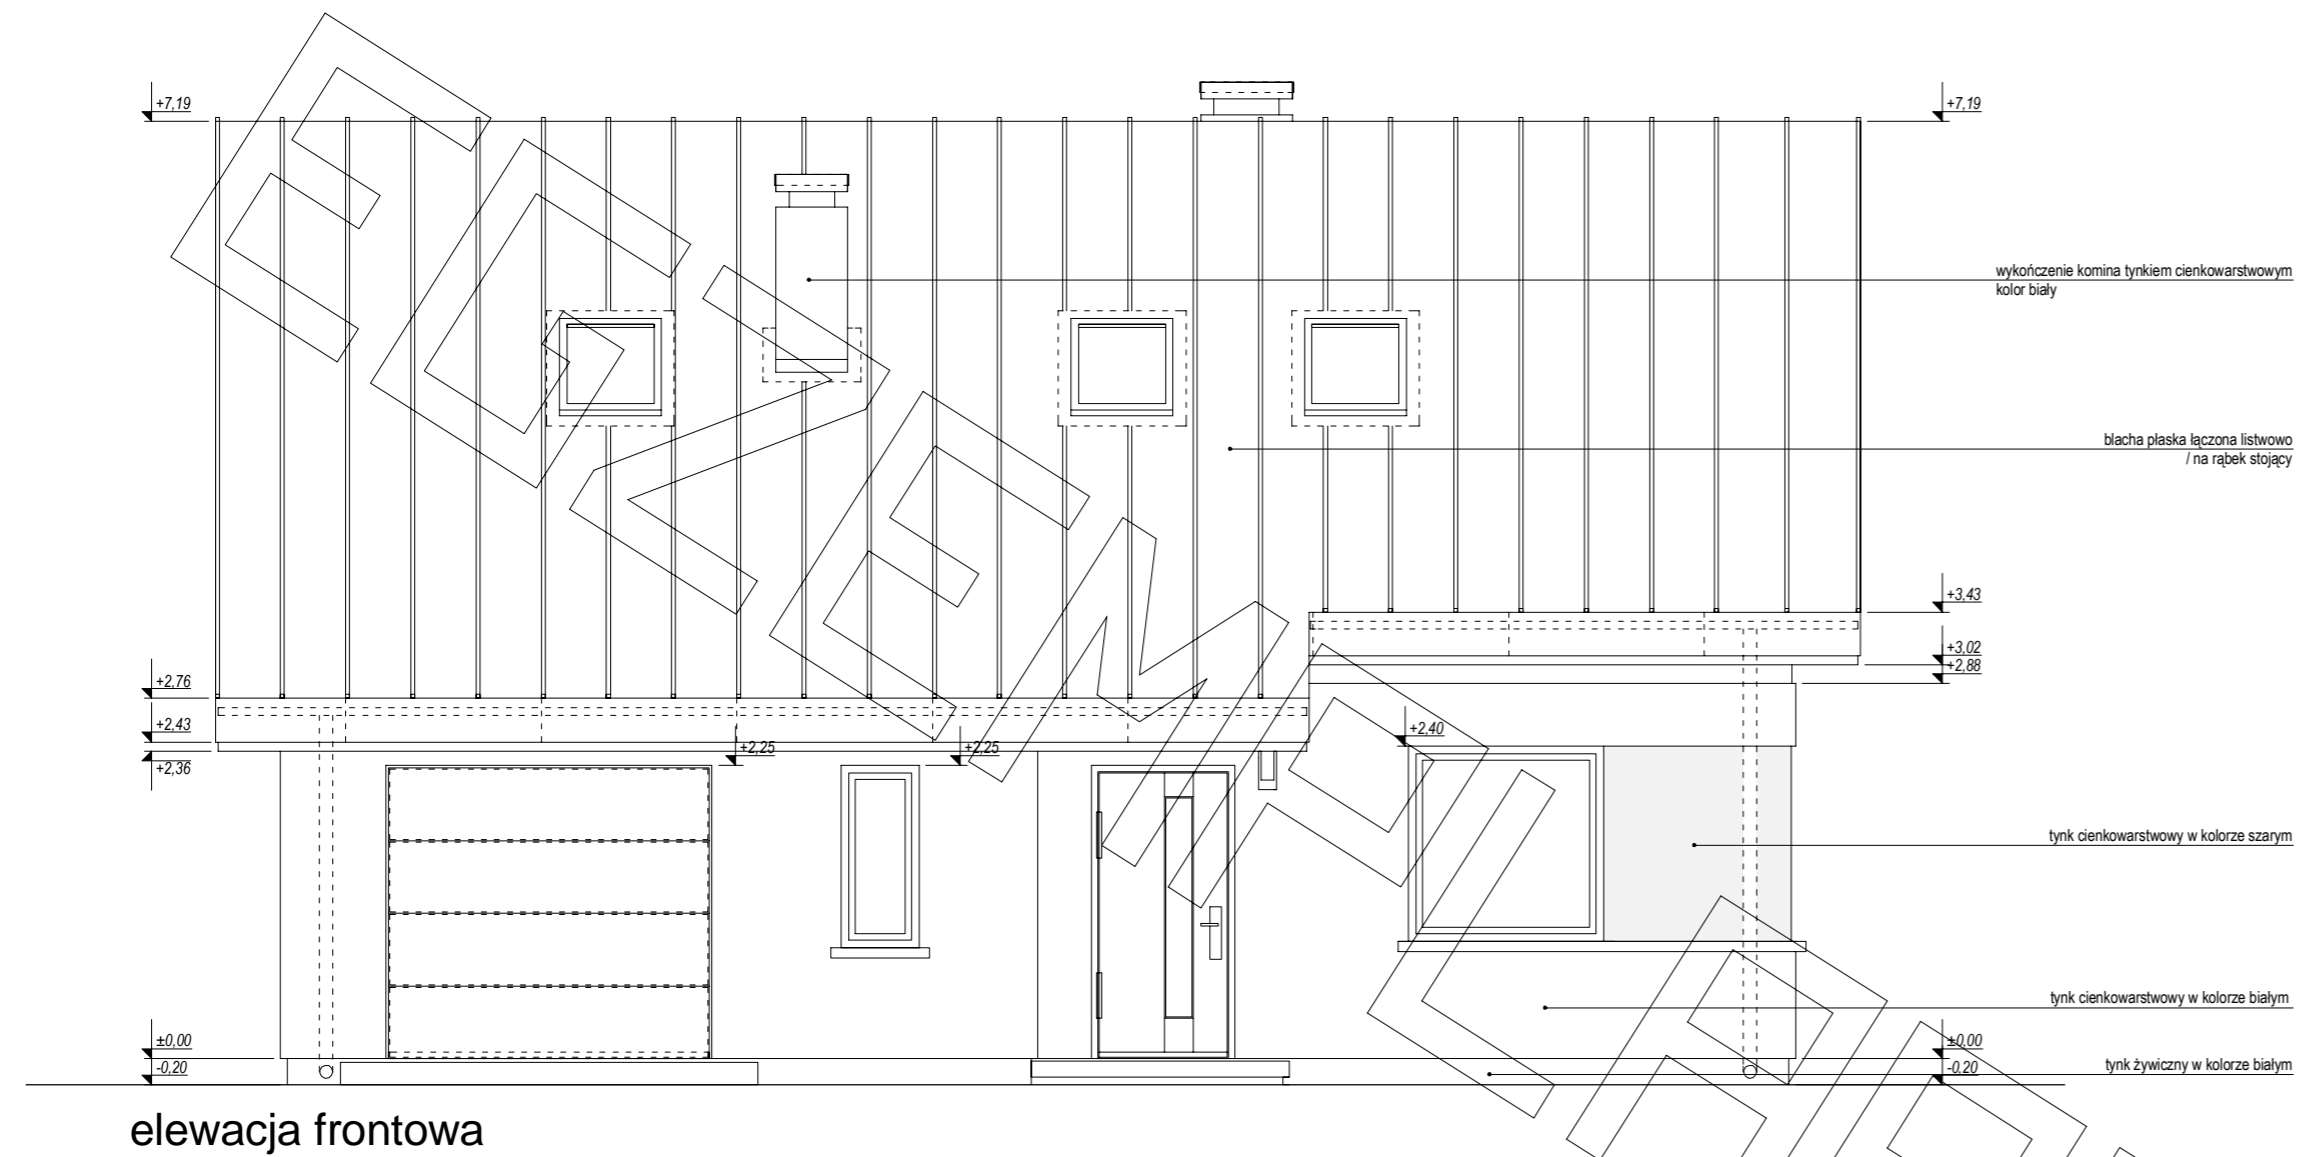 +7,19
+7,19
wykończenie komina tynkiem cienkowarstwowym
kolor biały
blacha płaska łączona listwowo
/ na rąbek stojący
+3,43
+3,02
+2,88
+2,76
+2,43
+2,36
+2,25
+2,25
+2,40
tynk cienkowarstwowy w kolorze szarym
tynk cienkowarstwowy w kolorze białym
±0,00
-0,20
±0,00
-0,20
tynk żywiczny w kolorze białym
elewacja frontowa